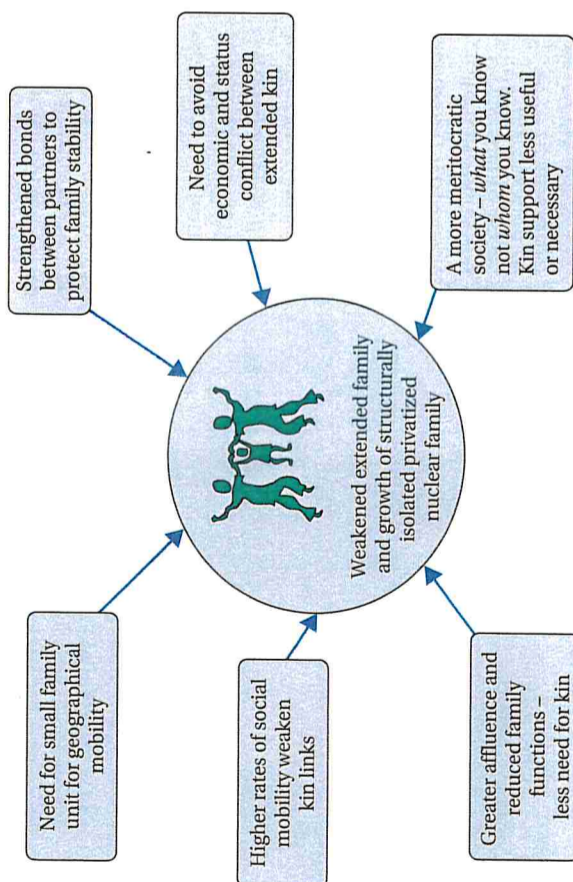 Need for small family
unit for geographical
mobility
Strengthened bonds
between partners to
protect family stability
Higher rates of social
mobility weaken
kin links
Need to avoid
economic and status
conflict between
extended kin
Weakened extended family
and growth of structurally
isolated privatized
nuclear family
Greater affluence and
reduced family
functions –
less need for kin
A more meritocratic
society – what you know
not whom you know.
Kin support less useful
or necessary